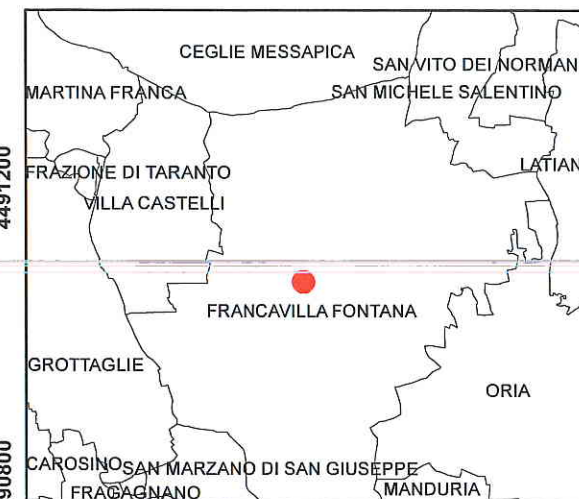 CEGLIE MESSAPICA
SAN VITO DEI NORMAN
MARTINA FRANCA
SAN MICHELE SALENTINO
4491200
LATIAN
FRAZIONE DI TARANTO
VILLA CASTELLI
FRANCAVILLA FONTANA
GROTTAGLIE
ORIA
90800
CAROSINO
SAN MARZANO DI SAN GIUSEPPE
FRAGAGNANO
MANDURIA